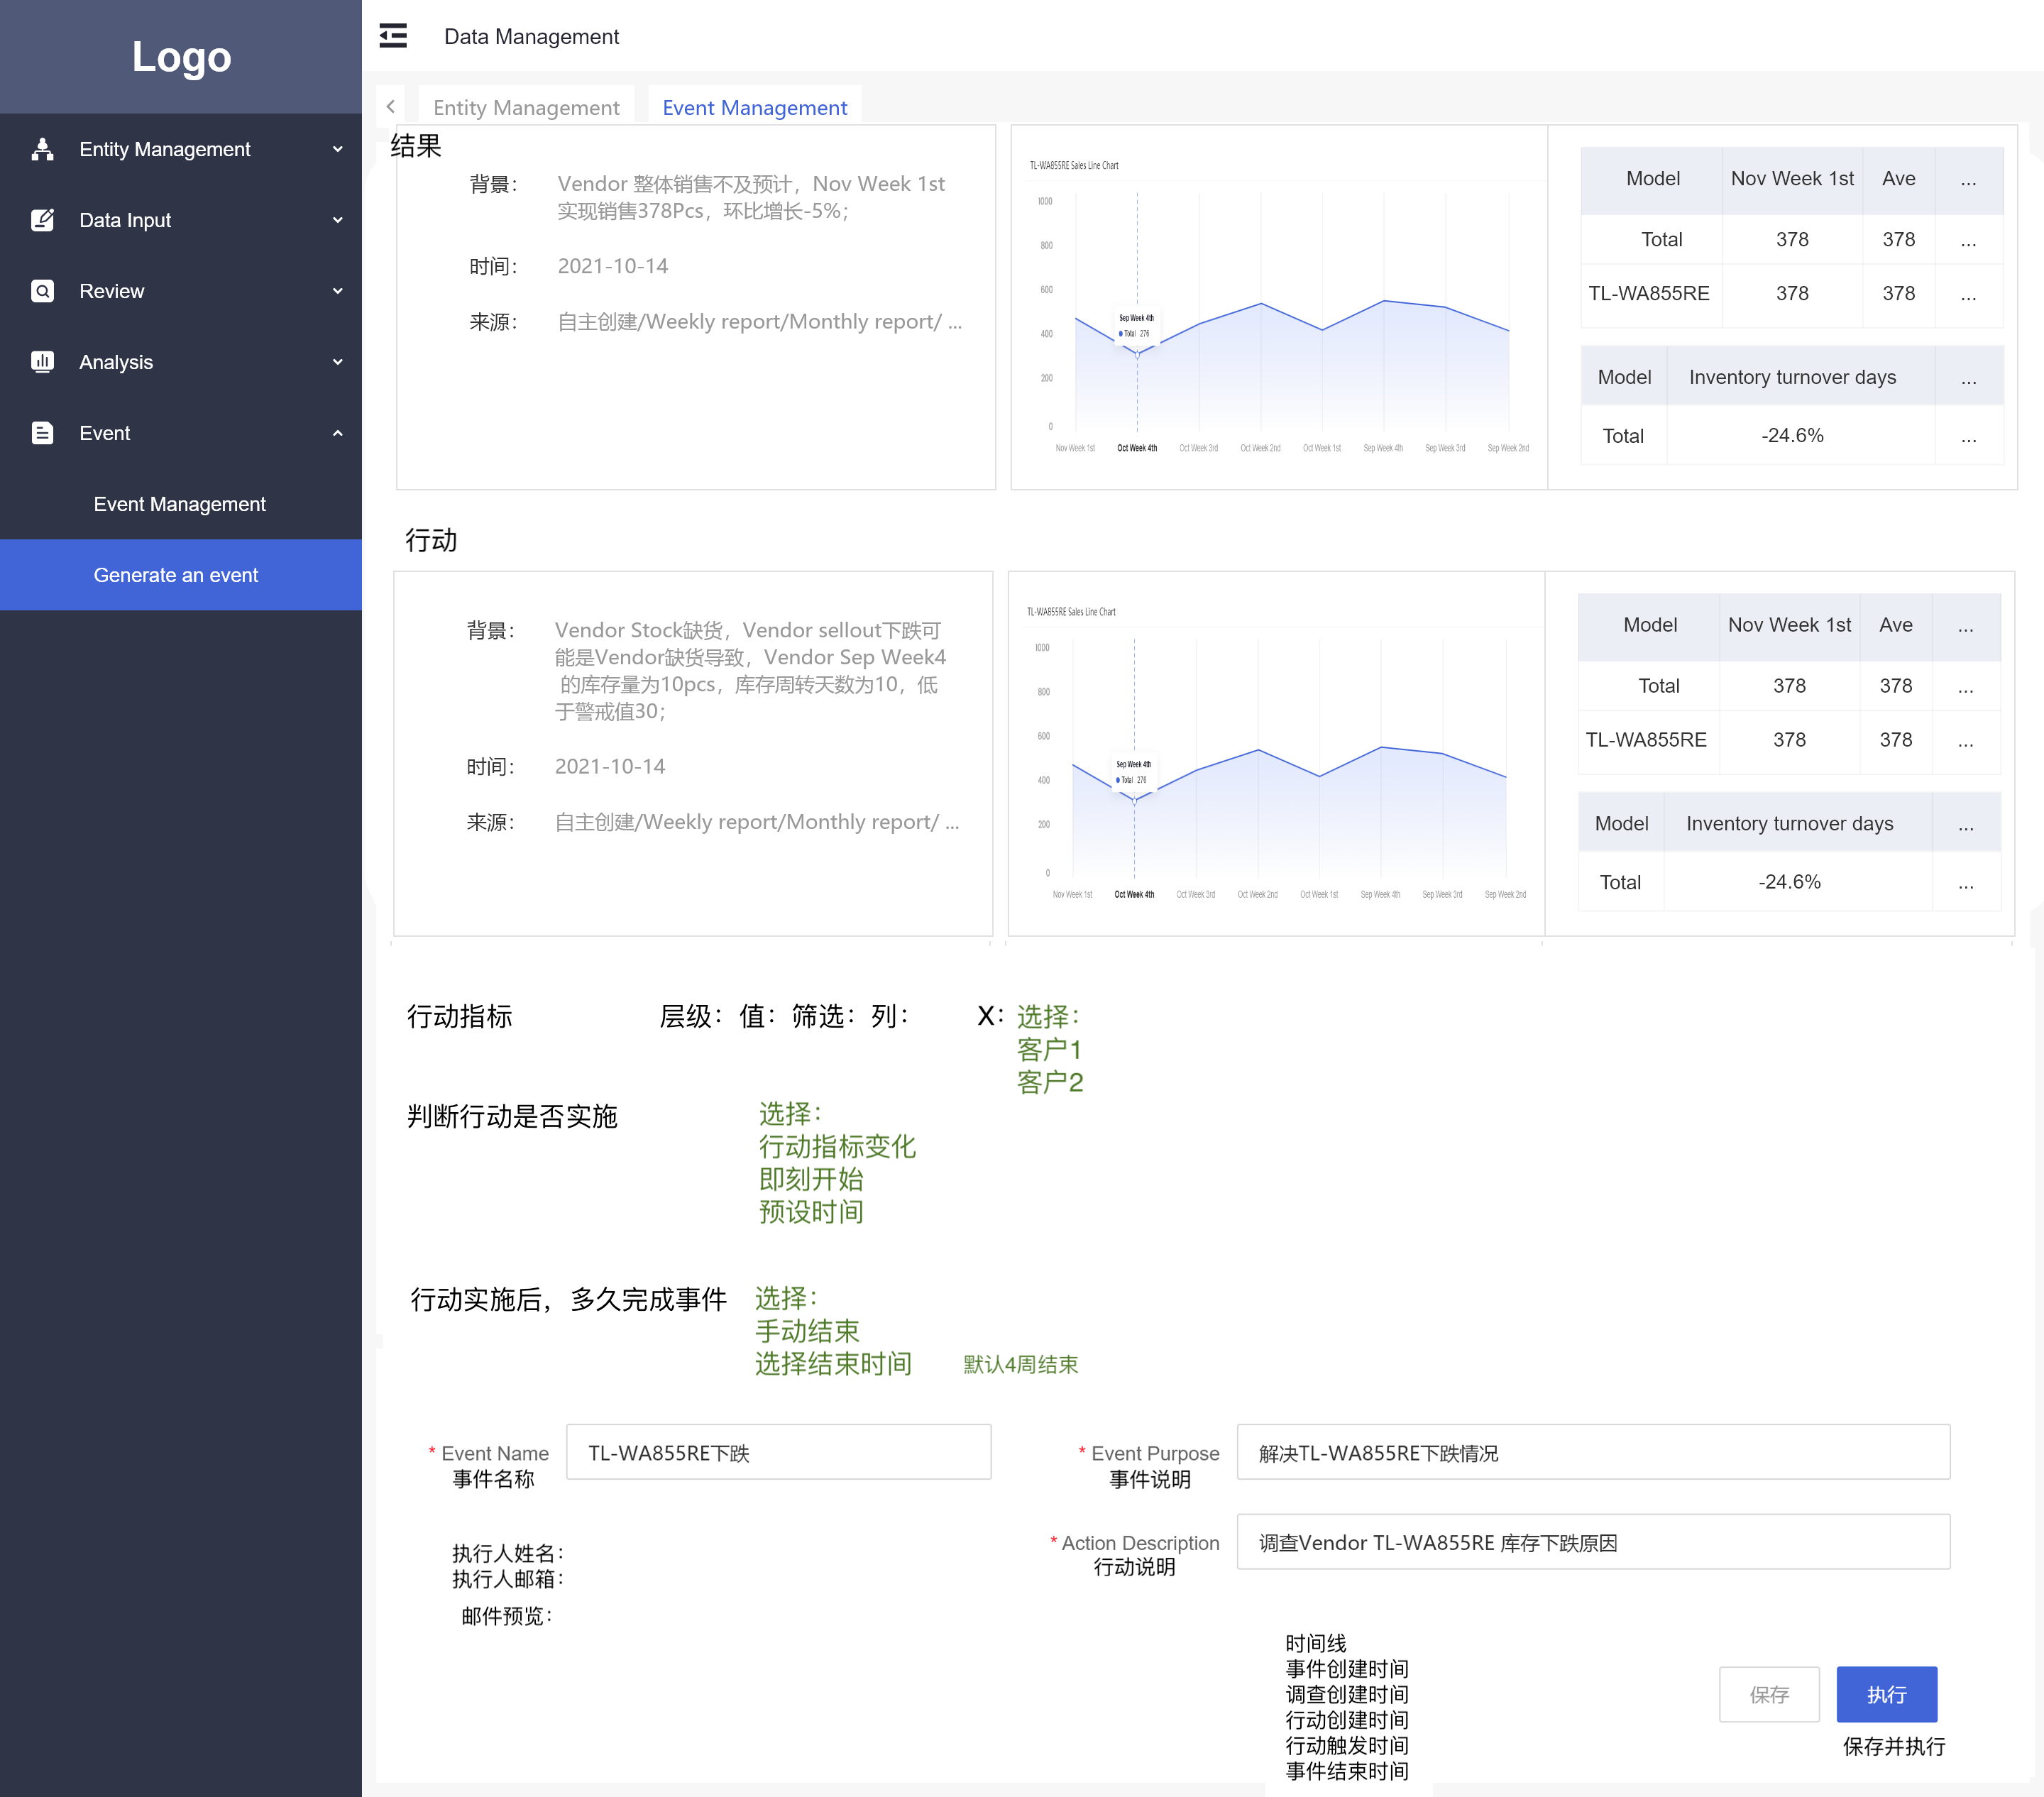 Logo
Data Management
Entity Management
Event Management
Entity Management
Data Input
Review
Analysis
Event
Event Management
Generate an event
结果
背景：
Vendor 整体销售不及预计，Nov Week 1st
实现销售378Pcs，环比增长-5%；
时间：
2021-10-14
来源：
自主创建/Weekly report/Monthly report/ ...
TL-WA855RE Sales Line Chart
1000
800
600
400
200
0
Sep Week 4th
Total 276
Nov Week 1st
Oct Week 4th
Oct Week 3rd
Oct Week 2nd
Oct Week 1st
Sep Week 4th
Sep Week 3rd
Sep Week 2nd
Model Nov Week 1st Ave ...
Total 378 378 ...
TL-WA855RE 378 378 ...
Model Inventory turnover days ...
Total -24.6% ...
行动
背景：
Vendor Stock缺货，Vendor sellout下跌可
能是Vendor缺货导致，Vendor Sep Week4
的库存量为10pcs，库存周转天数为10，低
于警戒值30；
时间：
2021-10-14
来源：
自主创建/Weekly report/Monthly report/ ...
TL-WA855RE Sales Line Chart
1000
800
600
400
200
0
Sep Week 4th
Total 276
Nov Week 1st
Oct Week 4th
Oct Week 3rd
Oct Week 2nd
Oct Week 1st
Sep Week 4th
Sep Week 3rd
Sep Week 2nd
Model Nov Week 1st Ave ...
Total 378 378 ...
TL-WA855RE 378 378 ...
Model Inventory turnover days ...
Total -24.6% ...
行动指标
层级：值：筛选：列：
X：选择：
客户1
客户2
判断行动是否实施
选择：
行动指标变化
即刻开始
预设时间
行动实施后，多久完成事件
选择：
手动结束
选择结束时间
默认4周结束
* Event Name
事件名称
TL-WA855RE下跌
* Event Purpose
事件说明
解决TL-WA855RE下跌情况
执行人姓名：
执行人邮箱：
邮件预览：
* Action Description
行动说明
调查Vendor TL-WA855RE 库存下跌原因
时间线
事件创建时间
调查创建时间
行动创建时间
行动触发时间
事件结束时间
保存
执行
保存并执行